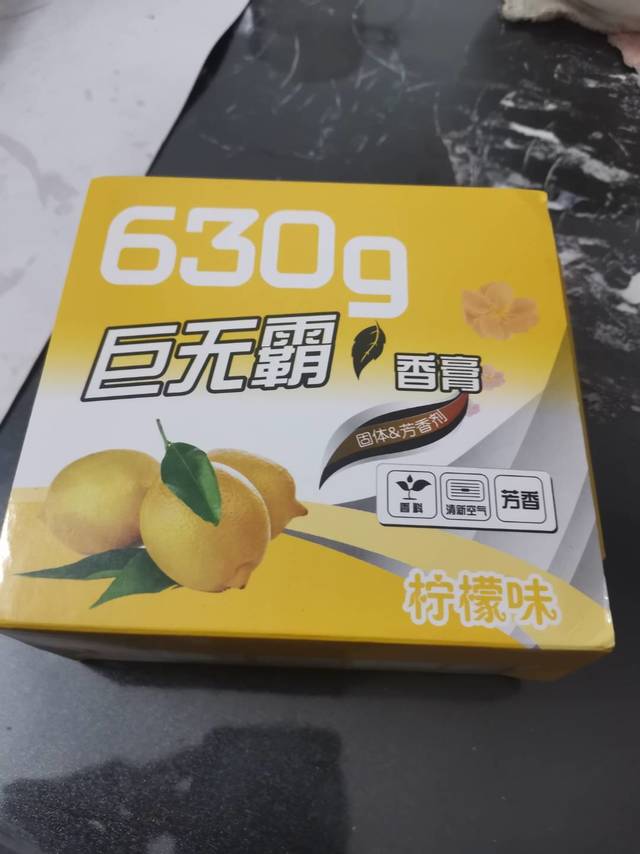 630g
巨无霸
香膏
固体&芳香剂
香料
清新空气
芳香
柠檬味